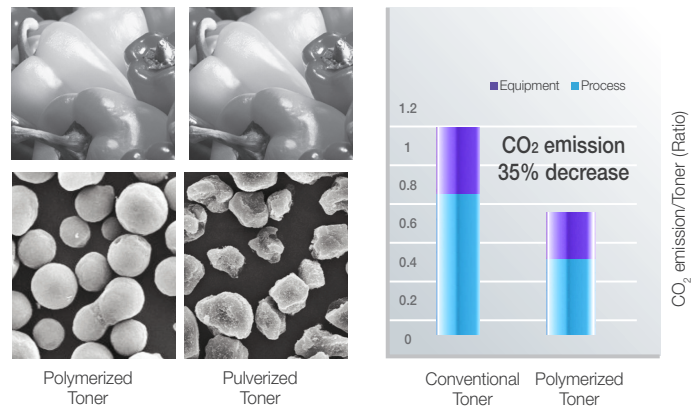 Polymerized
Toner
Pulverized
Toner
Equipment Process
1.2
1
0.8
0.6
0.4
0.2
0
CO2 emission
35% decrease
CO2 emission/Toner (Ratio)
Conventional
Toner
Polymerized
Toner